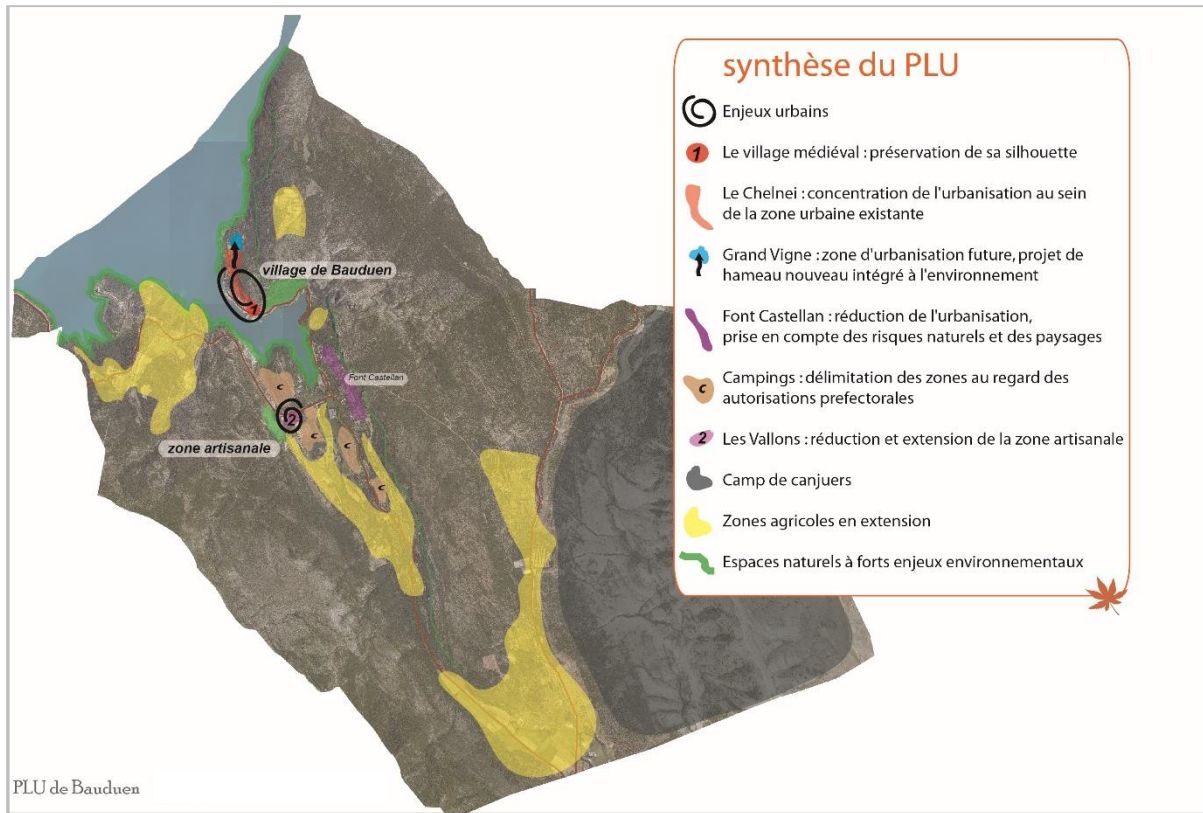 synthèse du PLU
Enjeux urbains
1
Le village médiéval : préservation de sa silhouette
Le Chelnei : concentration de l'urbanisation au sein
de la zone urbaine existante
Grand Vigne : zone d'urbanisation future, projet de
hameau nouveau intégré à l'environnement
Font Castellan : réduction de l'urbanisation,
prise en compte des risques naturels et des paysages
c
Campings : délimitation des zones au regard des
autorisations prefectorales
2
Les Vallons : réduction et extension de la zone artisanale
Camp de canjuers
Zones agricoles en extension
Espaces naturels à forts enjeux environnementaux
village de Bauduen
1
Font Castellan
c
2
c
c
zone artisanale
c
PLU de Bauduen